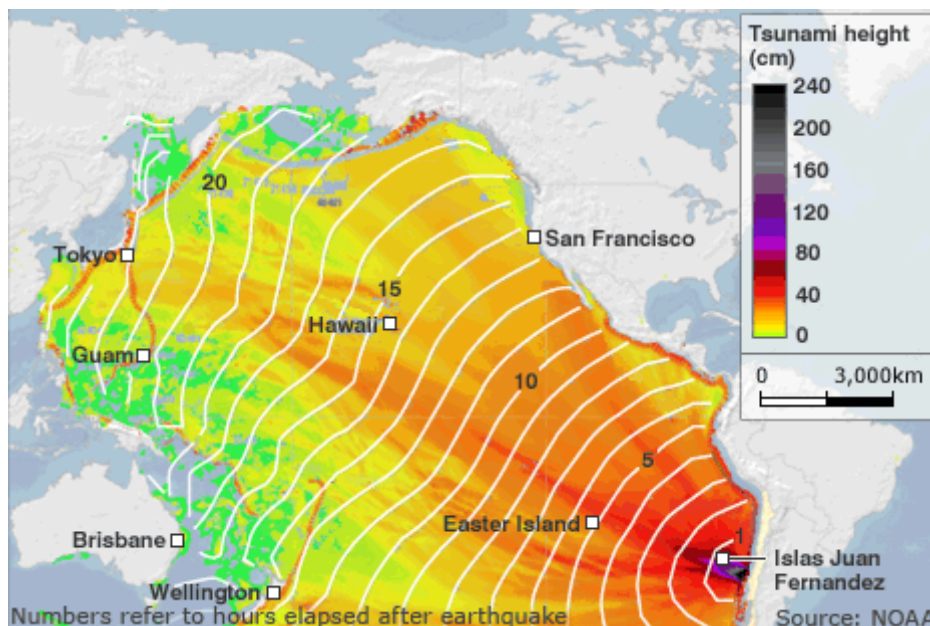 Tsunami height
(cm)
240
200
160
120
80
40
0
0 3,000km
20
Tokyo
San Francisco
15
Hawaii
Guam
10
5
Easter Island
1
Brisbane
Islas Juan
Fernandez
Wellington
Numbers refer to hours elapsed after earthquake
Source: NOAA